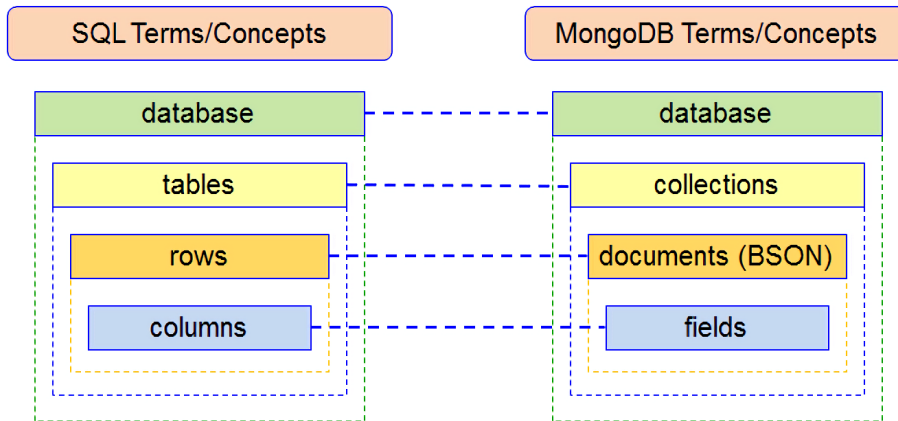 SQL Terms/Concepts
MongoDB Terms/Concepts
database
database
tables
collections
rows
documents (BSON)
columns
fields